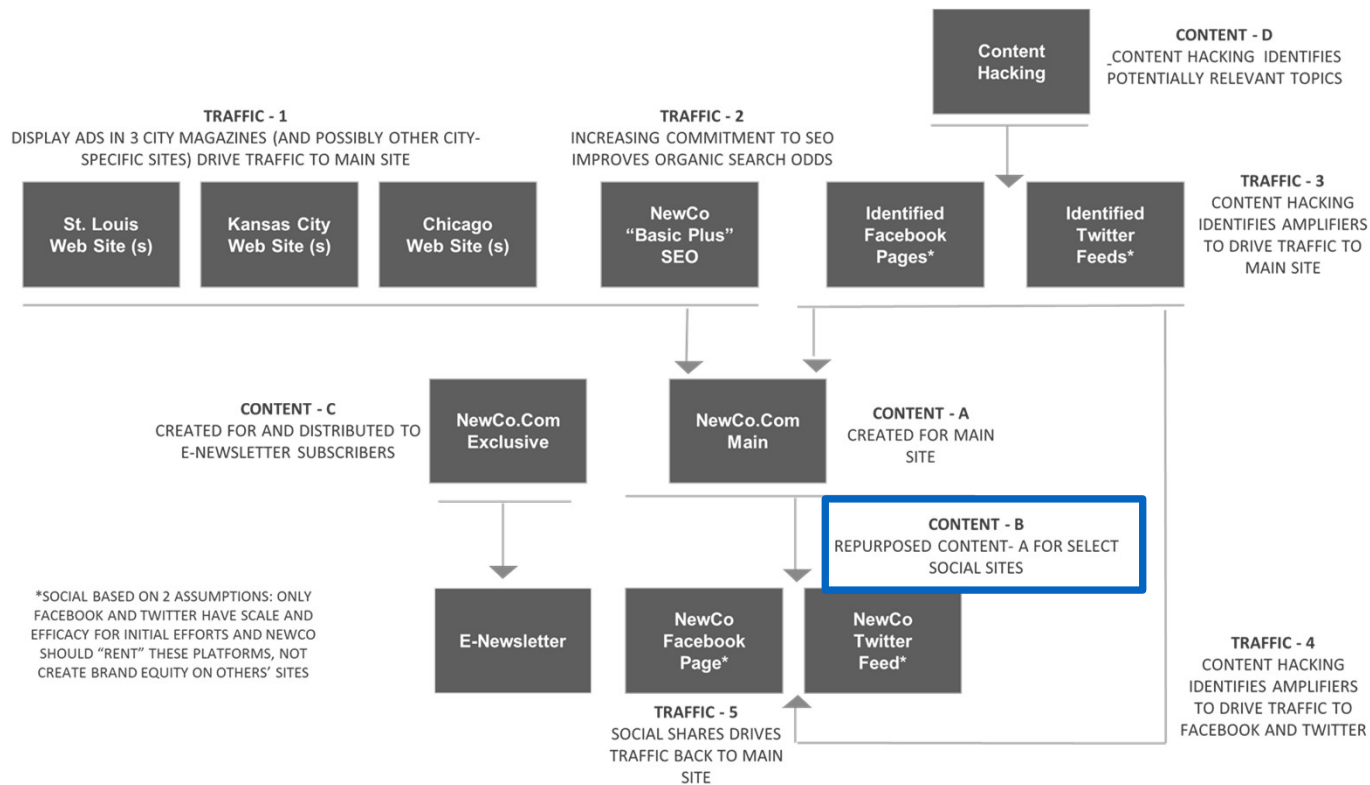 Content
Hacking
CONTENT - D
_CONTENT HACKING IDENTIFIES
POTENTIALLY RELEVANT TOPICS
TRAFFIC - 1
DISPLAY ADS IN 3 CITY MAGAZINES (AND POSSIBLY OTHER CITY-
SPECIFIC SITES) DRIVE TRAFFIC TO MAIN SITE
TRAFFIC - 2
INCREASING COMMITMENT TO SEO
IMPROVES ORGANIC SEARCH ODDS
St. Louis
Web Site (s)
Kansas City
Web Site (s)
Chicago
Web Site (s)
NewCo
“Basic Plus”
SEO
Identified
Facebook
Pages*
Identified
Twitter
Feeds*
TRAFFIC - 3
CONTENT HACKING
IDENTIFIES AMPLIFIERS
TO DRIVE TRAFFIC TO
MAIN SITE
CONTENT - C
CREATED FOR AND DISTRIBUTED TO
E-NEWSLETTER SUBSCRIBERS
NewCo.Com
Exclusive
NewCo.Com
Main
CONTENT - A
CREATED FOR MAIN
SITE
CONTENT - B
REPURPOSED CONTENT- A FOR SELECT
SOCIAL SITES
*SOCIAL BASED ON 2 ASSUMPTIONS: ONLY
FACEBOOK AND TWITTER HAVE SCALE AND
EFFICACY FOR INITIAL EFFORTS AND NEWCO
SHOULD “RENT” THESE PLATFORMS, NOT
CREATE BRAND EQUITY ON OTHERS’ SITES
E-Newsletter
NewCo
Facebook
Page*
NewCo
Twitter
Feed*
TRAFFIC - 4
CONTENT HACKING
IDENTIFIES AMPLIFIERS
TO DRIVE TRAFFIC TO
FACEBOOK AND TWITTER
TRAFFIC - 5
SOCIAL SHARES DRIVES
TRAFFIC BACK TO MAIN
SITE